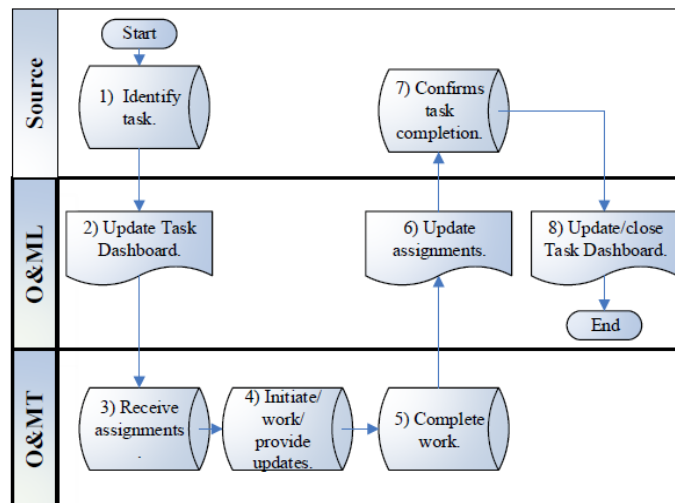 Source
Start
1) Identify
task.
7) Confirms
task
completion.
O&ML
2) Update Task
Dashboard.
6) Update
assignments.
8) Update/close
Task Dashboard.
End
O&MT
3) Receive
assignments
.
4) Initiate/
work/
provide
updates.
5) Complete
work.